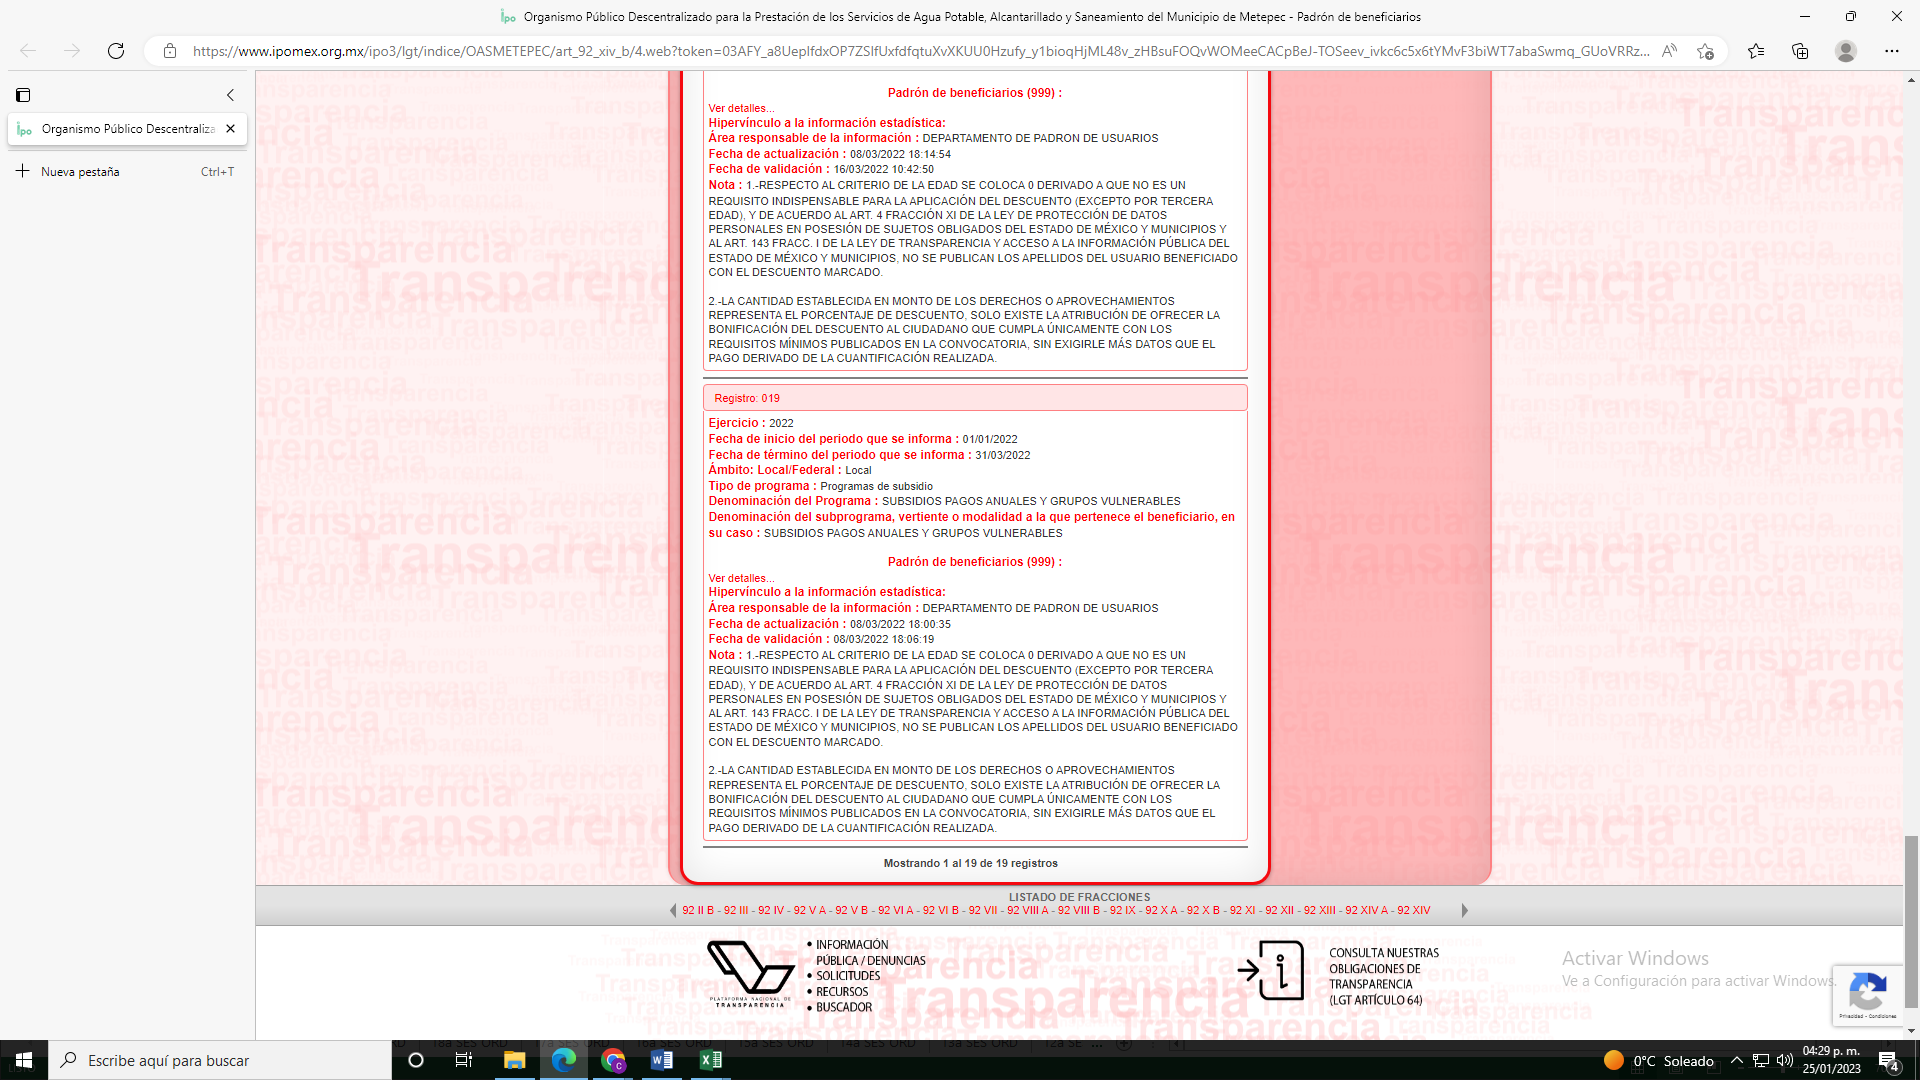 Organismo Público Descentralizado para la Prestación de los Servicios de Agua Potable, Alcantarillado y Saneamiento del Municipio de Metepec - Padrón de beneficiarios
Organismo Público Descentraliza
Nueva pestaña Ctrl+T
Padrón de beneficiarios (999) :
Ver detalles...
Hipervínculo a la información estadística:
Área responsable de la información : DEPARTAMENTO DE PADRON DE USUARIOS
Fecha de actualización : 08/03/2022 18:14:54
Fecha de validación : 16/03/2022 10:42:50
Nota : 1.-RESPECTO AL CRITERIO DE LA EDAD SE COLOCA 0 DERIVADO A QUE NO ES UN
REQUISITO INDISPENSABLE PARA LA APLICACIÓN DEL DESCUENTO (EXCEPTO POR TERCERA
EDAD), Y DE ACUERDO AL ART. 4 FRACCIÓN XI DE LA LEY DE PROTECCIÓN DE DATOS
PERSONALES EN POSESIÓN DE SUJETOS OBLIGADOS DEL ESTADO DE MÉXICO Y MUNICIPIOS Y
AL ART. 143 FRACC. I DE LA LEY DE TRANSPARENCIA Y ACCESO A LA INFORMACIÓN PÚBLICA DEL
ESTADO DE MÉXICO Y MUNICIPIOS, NO SE PUBLICAN LOS APELLIDOS DEL USUARIO BENEFICIADO
CON EL DESCUENTO MARCADO.
2.-LA CANTIDAD ESTABLECIDA EN MONTO DE LOS DERECHOS O APROVECHAMIENTOS
REPRESENTA EL PORCENTAJE DE DESCUENTO, SOLO EXISTE LA ATRIBUCIÓN DE OFRECER LA
BONIFICACIÓN DEL DESCUENTO AL CIUDADANO QUE CUMPLA ÚNICAMENTE CON LOS
REQUISITOS MÍNIMOS PUBLICADOS EN LA CONVOCATORIA, SIN EXIGIRLE MÁS DATOS QUE EL
PAGO DERIVADO DE LA CUANTIFICACIÓN REALIZADA.
Registro: 019
Ejercicio : 2022
Fecha de inicio del periodo que se informa : 01/01/2022
Fecha de término del periodo que se informa : 31/03/2022
Ámbito: Local/Federal : Local
Tipo de programa : Programas de subsidio
Denominación del Programa : SUBSIDIOS PAGOS ANUALES Y GRUPOS VULNERABLES
Denominación del subprograma, vertiente o modalidad a la que pertenece el beneficiario, en
su caso : SUBSIDIOS PAGOS ANUALES Y GRUPOS VULNERABLES
Padrón de beneficiarios (999) :
Ver detalles...
Hipervínculo a la información estadística:
Área responsable de la información : DEPARTAMENTO DE PADRON DE USUARIOS
Fecha de actualización : 08/03/2022 18:00:35
Fecha de validación : 08/03/2022 18:06:19
Nota : 1.-RESPECTO AL CRITERIO DE LA EDAD SE COLOCA 0 DERIVADO A QUE NO ES UN
REQUISITO INDISPENSABLE PARA LA APLICACIÓN DEL DESCUENTO (EXCEPTO POR TERCERA
EDAD), Y DE ACUERDO AL ART. 4 FRACCIÓN XI DE LA LEY DE PROTECCIÓN DE DATOS
PERSONALES EN POSESIÓN DE SUJETOS OBLIGADOS DEL ESTADO DE MÉXICO Y MUNICIPIOS Y
AL ART. 143 FRACC. I DE LA LEY DE TRANSPARENCIA Y ACCESO A LA INFORMACIÓN PÚBLICA DEL
ESTADO DE MÉXICO Y MUNICIPIOS, NO SE PUBLICAN LOS APELLIDOS DEL USUARIO BENEFICIADO
CON EL DESCUENTO MARCADO.
2.-LA CANTIDAD ESTABLECIDA EN MONTO DE LOS DERECHOS O APROVECHAMIENTOS
REPRESENTA EL PORCENTAJE DE DESCUENTO, SOLO EXISTE LA ATRIBUCIÓN DE OFRECER LA
BONIFICACIÓN DEL DESCUENTO AL CIUDADANO QUE CUMPLA ÚNICAMENTE CON LOS
REQUISITOS MÍNIMOS PUBLICADOS EN LA CONVOCATORIA, SIN EXIGIRLE MÁS DATOS QUE EL
PAGO DERIVADO DE LA CUANTIFICACIÓN REALIZADA.
Mostrando 1 al 19 de 19 registros
LISTADO DE FRACCIONES
92 II B - 92 III - 92 IV - 92 V A - 92 V B - 92 VI A - 92 VI B - 92 VII - 92 VIII A - 92 VIII B - 92 IX - 92 X A - 92 X B - 92 XI - 92 XII - 92 XIII - 92 XIV A - 92 XIV
PLATAFORMA NACIONAL DE
TRANSPARENCIA
• INFORMACIÓN
PÚBLICA / DENUNCIAS
• SOLICITUDES
• RECURSOS
• BUSCADOR
CONSULTA NUESTRAS
OBLIGACIONES DE
TRANSPARENCIA
(LGT ARTÍCULO 64)
Activar Windows
Ve a Configuración para activar Windows.
Privacidad - Condiciones
Escribe aquí para buscar
0°C Soleado
04:29 p. m.
25/01/2023
4